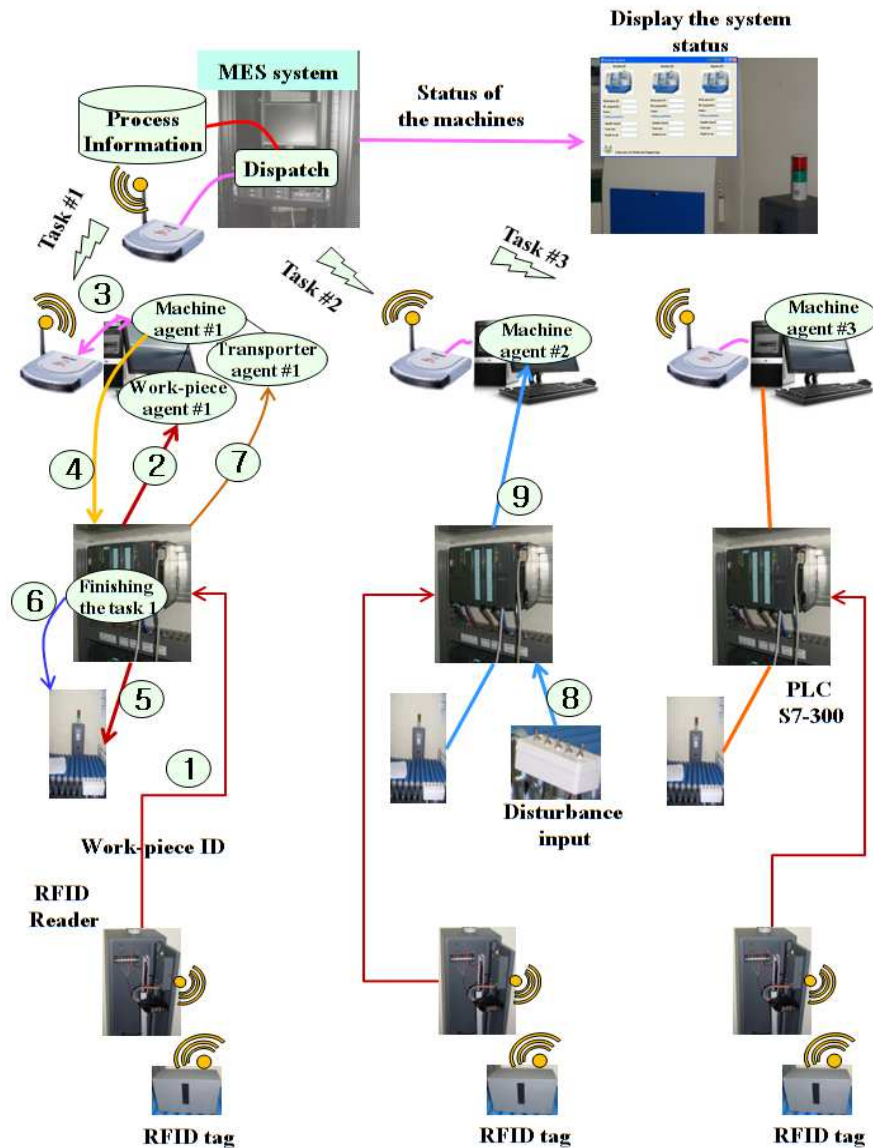 Display the system
status
MES system
Status of
the machines
Process
Information
Dispatch
Task #1
Task #2
Task #3
3
Machine
agent #1
Transporter
agent #1
Work-piece
agent #1
Machine
agent #2
Machine
agent #3
4
2
7
9
6
Finishing
the task 1
5
8
PLC
S7-300
1
Disturbance
input
Work-piece ID
RFID
Reader
RFID tag
RFID tag
RFID tag